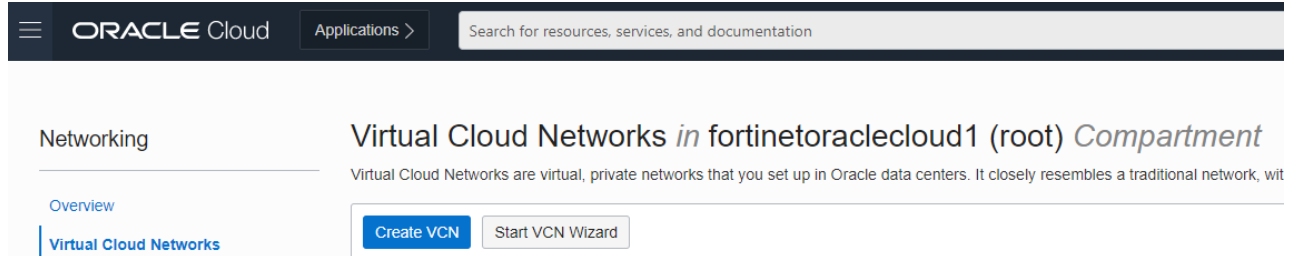 ORACLE Cloud
Applications >
Search for resources, services, and documentation
Networking
Overview
Virtual Cloud Networks
Virtual Cloud Networks in fortinetoraclecloud1 (root) Compartment
Virtual Cloud Networks are virtual, private networks that you set up in Oracle data centers. It closely resembles a traditional network, wit
Create VCN
Start VCN Wizard